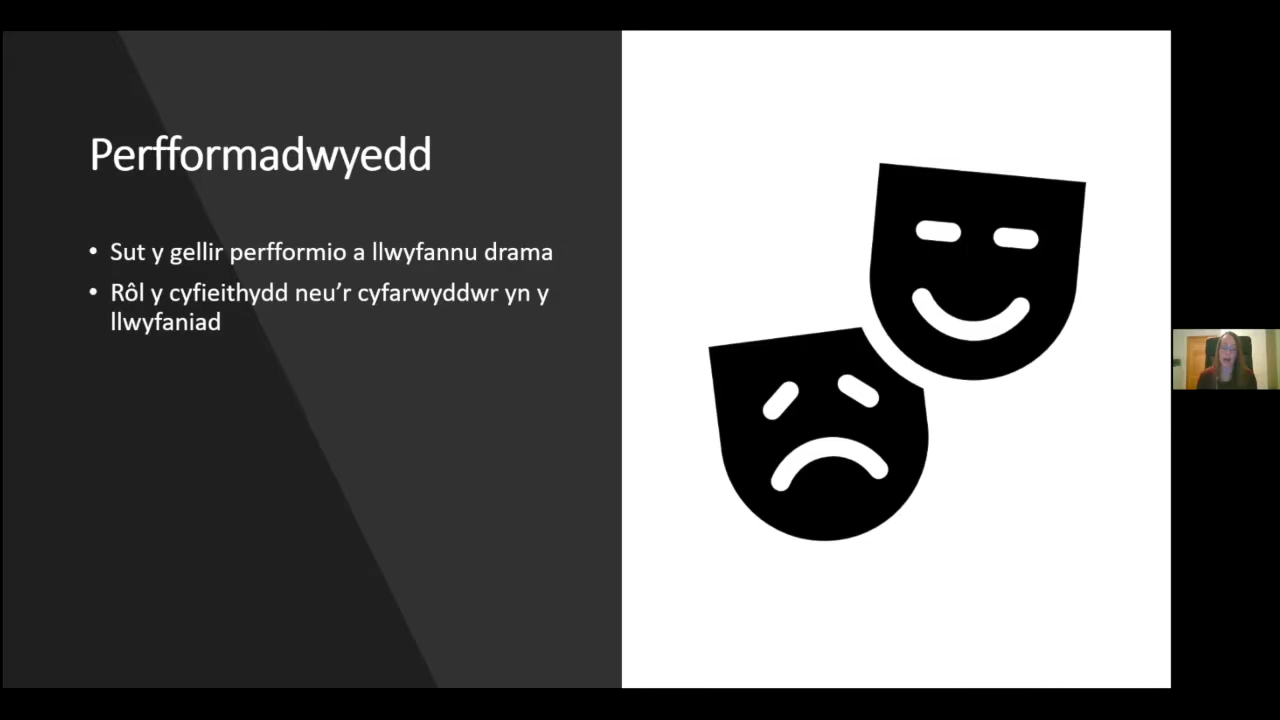 Perfformadwyedd
• Sut y gellir perfformio a llwyfannu drama
• Rôl y cyfieithydd neu’r cyfarwyddwr yn y
llwyfaniad